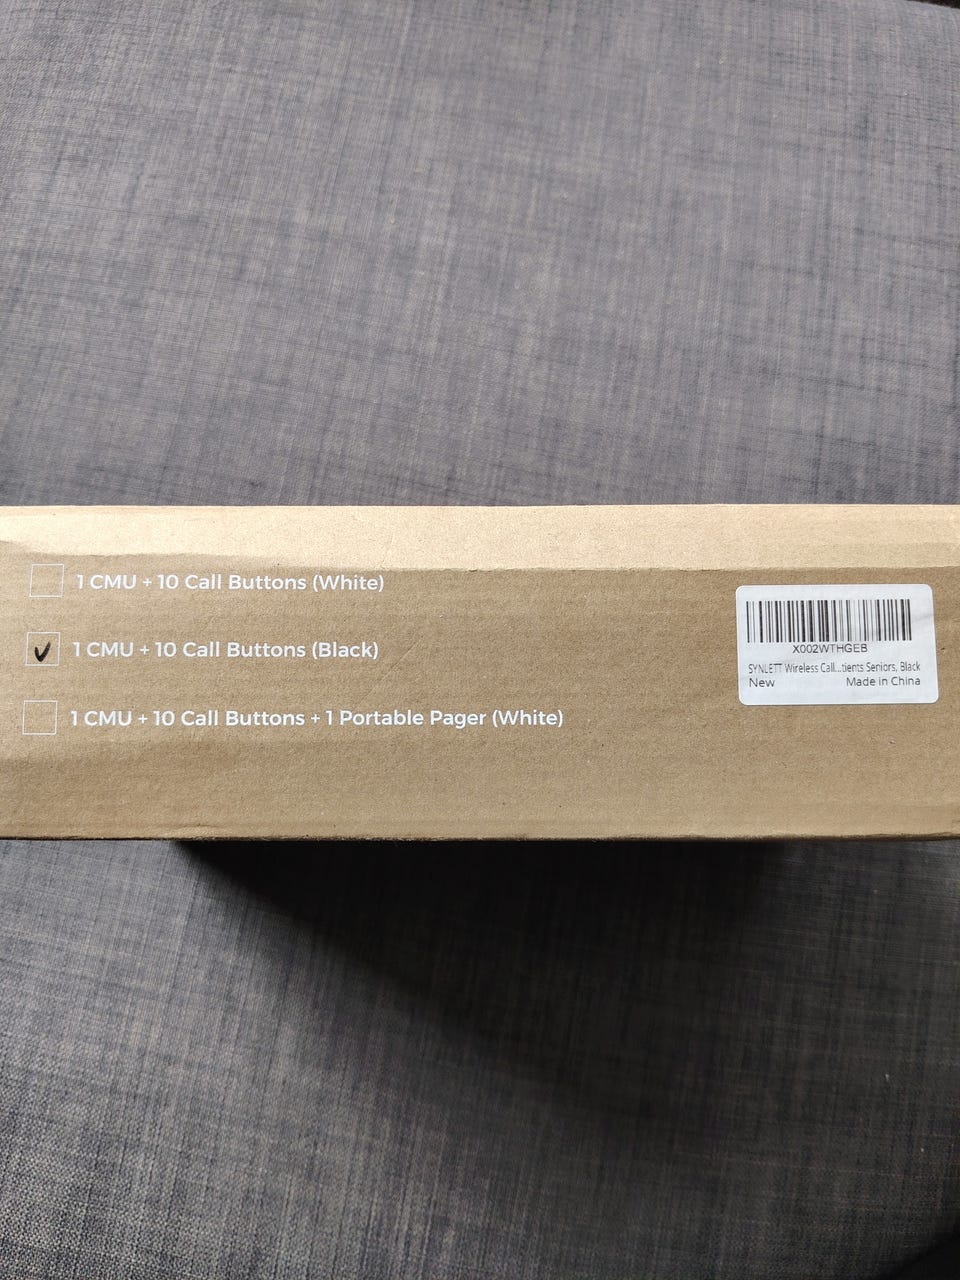 1 CMU + 10 Call Buttons (White)
1 CMU + 10 Call Buttons (Black)
1 CMU + 10 Call Buttons + 1 Portable Pager (White)
X002WTHGEB
SYNLETT Wireless Call...tients Seniors, Black
New Made in China